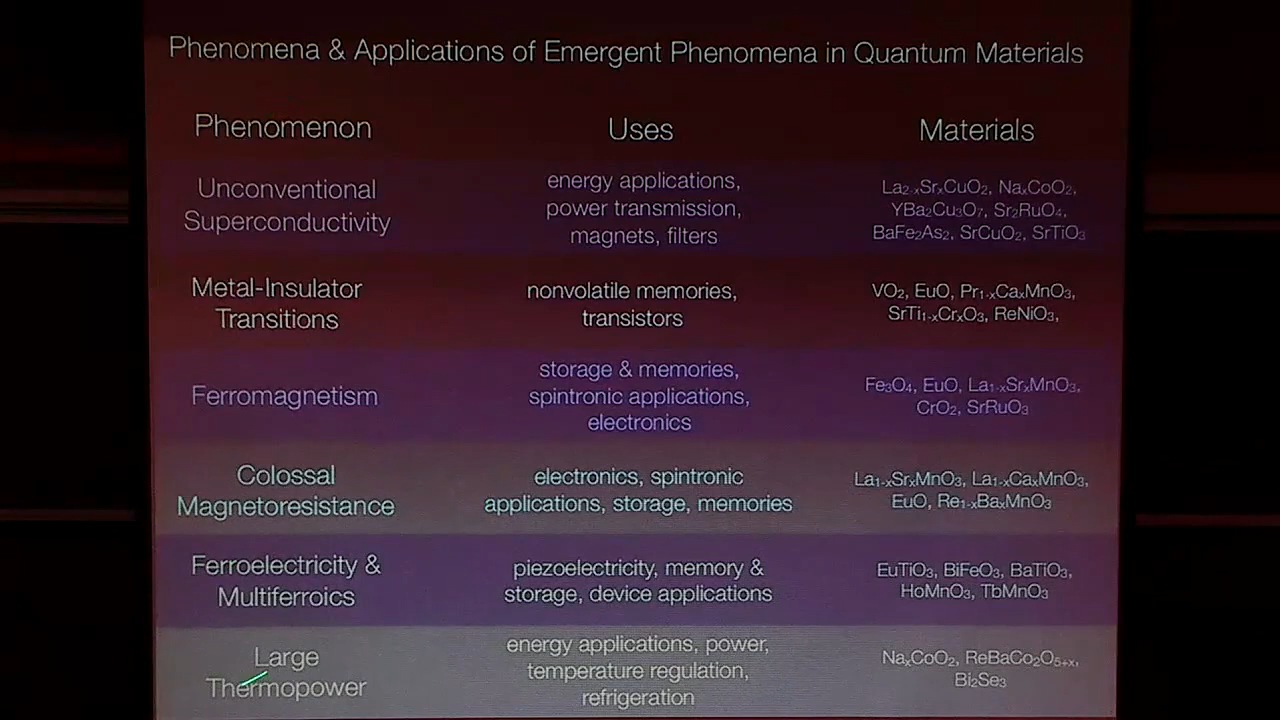 Phenomena & Applications of Emergent Phenomena in Quantum Materials
Phenomenon
Uses
Materials
Unconventional
Superconductivity
energy applications,
power transmission,
magnets, filters
La₂₋ₓSrₓCuO₂, NaₓCoO₂,
YBa₂Cu₃O₇, Sr₂RuO₄,
BaFe₂As₂, SrCuO₂, SrTiO₃
Metal-Insulator
Transitions
nonvolatile memories,
transistors
VO₂, EuO, Pr₁₋ₓCaₓMnO₃,
SrTi₁₋ₓCrₓO₃, ReNiO₃,
Ferromagnetism
storage & memories,
spintronic applications,
electronics
Fe₃O₄, EuO, La₁₋ₓSrₓMnO₃,
CrO₂, SrRuO₃
Colossal
Magnetoresistance
electronics, spintronic
applications, storage, memories
La₁₋ₓSrₓMnO₃, La₁₋ₓCaₓMnO₃,
EuO, Re₁₋ₓBaₓMnO₃
Ferroelectricity &
Multiferroics
piezoelectricity, memory &
storage, device applications
EuTiO₃, BiFeO₃, BaTiO₃,
HoMnO₃, TbMnO₃
Large
Thermopower
energy applications, power,
temperature regulation,
refrigeration
NaₓCoO₂, ReBaCo₂O₅₊ₓ,
Bi₂Se₃